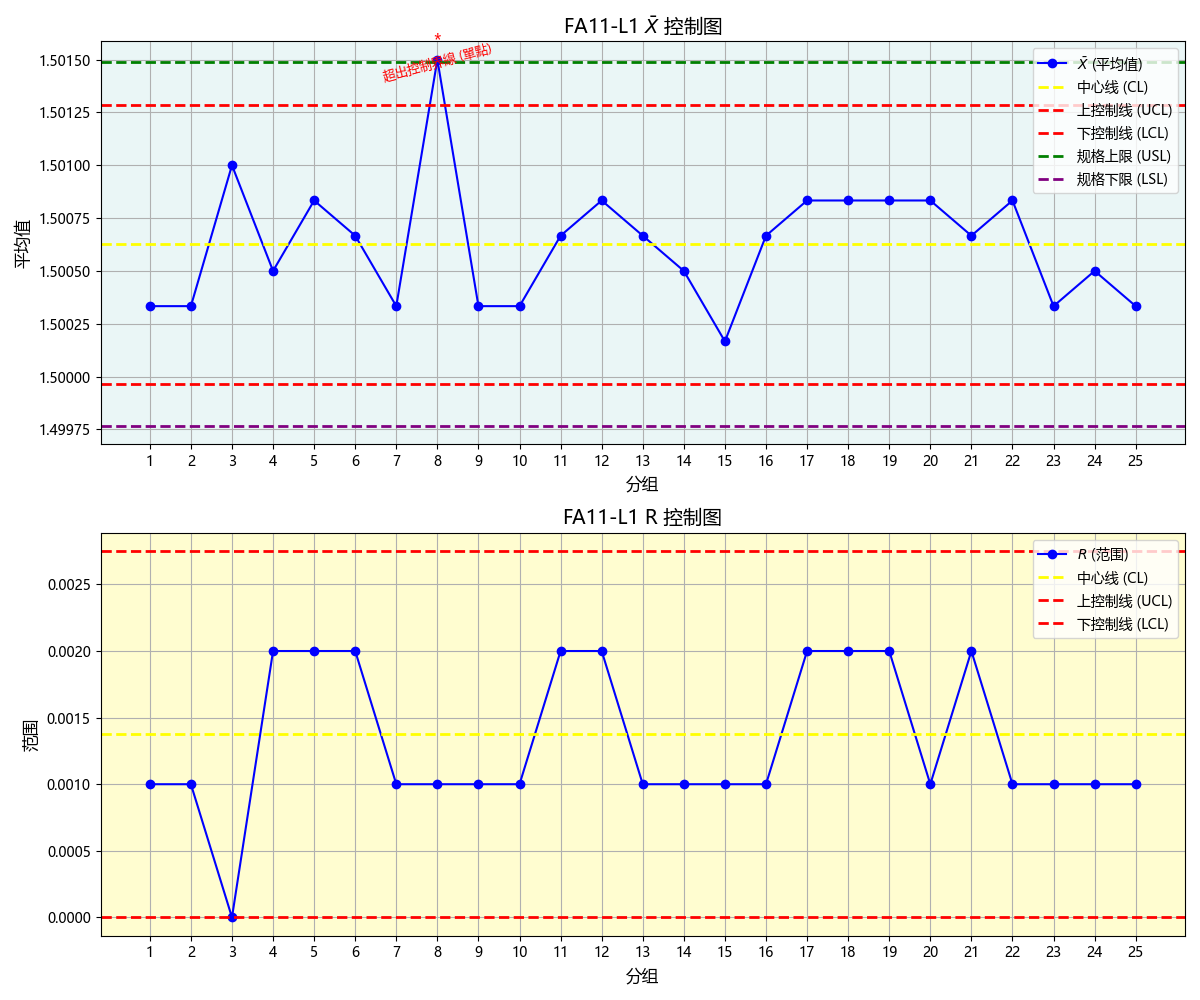 FA11-L1 X̄ 控制图
*
超出控制界線 (單點)
1.50150
1.50125
1.50100
1.50075
1.50050
1.50025
1.50000
1.49975
平均值
X̄ (平均值)
中心线 (CL)
上控制线 (UCL)
下控制线 (LCL)
规格上限 (USL)
规格下限 (LSL)
1 2 3 4 5 6 7 8 9 10 11 12 13 14 15 16 17 18 19 20 21 22 23 24 25
分组
FA11-L1 R 控制图
0.0025
0.0020
0.0015
0.0010
0.0005
0.0000
范围
R (范围)
中心线 (CL)
上控制线 (UCL)
下控制线 (LCL)
1 2 3 4 5 6 7 8 9 10 11 12 13 14 15 16 17 18 19 20 21 22 23 24 25
分组